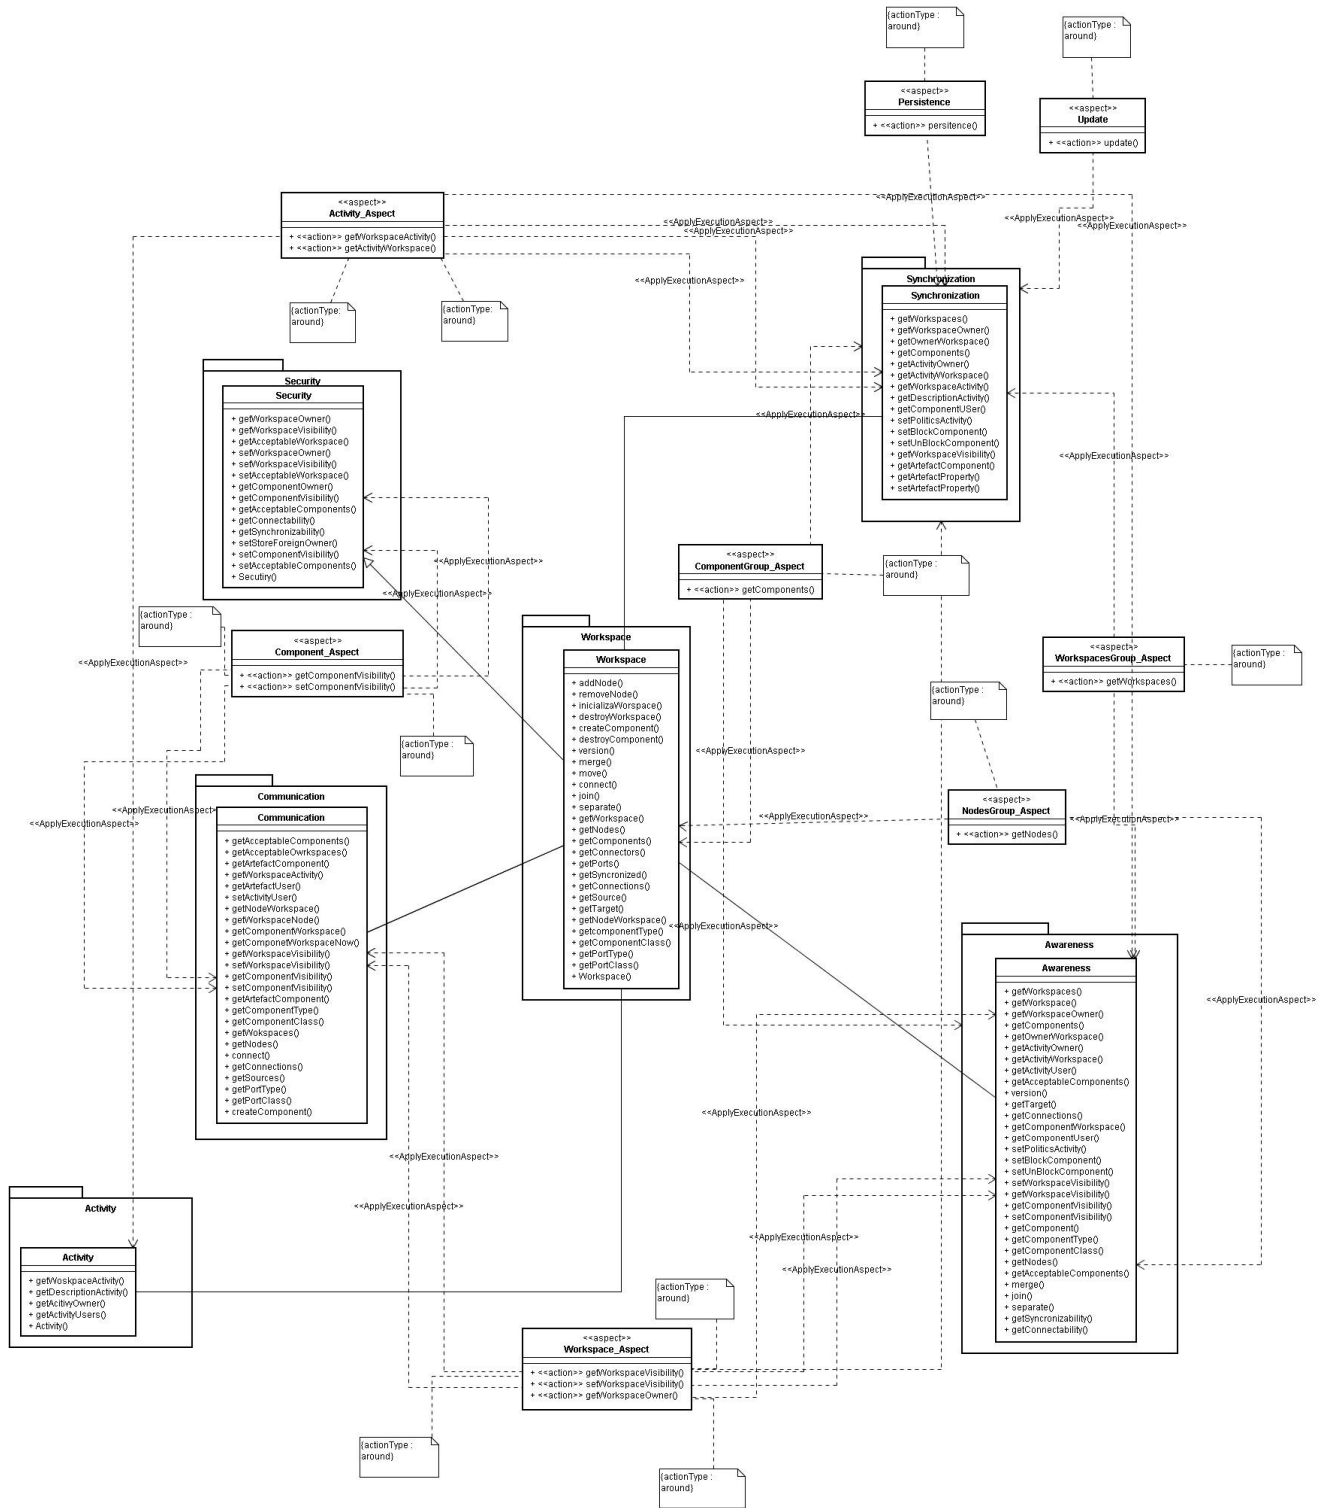 {actionType :
around}
{actionType :
around}
<<aspect>>
Persistence
+ <<action>> persitence()
<<aspect>>
Update
+ <<action>> update()
<<aspect>>
Activity_Aspect
+ <<action>> getWorkspaceActivity()
+ <<action>> getActivityWorkspace()
<<ApplyExecutionAspect>>
<<ApplyExecutionAspect>>
<<ApplyExecutionAspect>>
<<ApplyExecutionAspect>>
<<ApplyExecutionAspect>>
<<ApplyExecutionAspect>>
{actionType:
around}
{actionType:
around}
Synchronization
Synchronization
+ getWorkspaces()
+ getWorkspaceOwner()
+ getOwnerWorkspace()
+ getComponents()
+ getActivityOwner()
+ getActivityWorkspace()
+ getWorkspaceActivity()
+ getDescriptionActivity()
+ getComponentUSer()
+ setPoliticsActivity()
+ setBlockComponent()
+ setUnBlockComponent()
+ getWorkspaceVisibility()
+ getArtefactComponent()
+ getArtefactProperty()
+ setArtefactProperty()
<<ApplyExecutionAspect>>
<<ApplyExecutionAspect>>
Security
Security
+ getWorkspaceOwner()
+ getWorkspaceVisibility()
+ getAcceptableWorkspace()
+ setWorkspaceOwner()
+ setWorkspaceVisibility()
+ setAcceptableWorkspace()
+ getComponentOwner()
+ getComponentVisibility()
+ getAcceptableComponents()
+ getConnectability()
+ getSynchronizability()
+ setStoreForeignOwner()
+ setComponentVisibility()
+ setAcceptableComponents()
+ Secutiry()
<<ApplyExecutionAspect>>
<<ApplyExecutionAspect>>
<<aspect>>
ComponentGroup_Aspect
+ <<action>> getComponents()
{actionType :
around}
{actionType :
around}
<<aspect>>
Component_Aspect
+ <<action>> getComponentVisibility()
+ <<action>> setComponentVisibility()
<<ApplyExecutionAspect>>
{actionType :
around}
<<aspect>>
WorkspacesGroup_Aspect
+ <<action>> getWorkspaces()
{actionType :
around}
{actionType :
around}
Workspace
Workspace
+ addNode()
+ removeNode()
+ inicializaWorspace()
+ destroyWorkspace()
+ createComponent()
+ destroyComponent()
+ version()
+ merge()
+ move()
+ connect()
+ join()
+ separate()
+ getWorkspace()
+ getNodes()
+ getComponents()
+ getConnectors()
+ getPorts()
+ getSyncronized()
+ getConnections()
+ getSource()
+ getTarget()
+ getNodeWorkspace()
+ getcomponentType()
+ getComponentClass()
+ getPortType()
+ getPortClass()
+ Workspace()
<<ApplyExecutionAspect>>
<<aspect>>
NodesGroup_Aspect
+ <<action>> getNodes()
<<ApplyExecutionAspect>>
<<ApplyExecutionAspect>>
<<ApplyExecutionAspect>>
<<ApplyExecutionAspect>>
<<ApplyExecutionAspect>>
Communication
Communication
+ getAcceptableComponents()
+ getAcceptableOwrkspaces()
+ getArtefactComponent()
+ getWorkspaceActivity()
+ getArtefactUser()
+ setActivityUser()
+ getNodeWorkspace()
+ getWorkspaceNode()
+ getComponentWorkspace()
+ getComponetWorkspaceNow()
+ getWorkspaceVisibility()
+ setWorkspaceVisibility()
+ getComponentVisibility()
+ setComponentVisibility()
+ getArtefactComponent()
+ getComponentType()
+ getComponentClass()
+ getWokspaces()
+ getNodes()
+ connect()
+ getConnections()
+ getSources()
+ getPortType()
+ getPortClass()
+ createComponent()
Awareness
Awareness
+ getWorkspaces()
+ getWorkspace()
+ getWorkspaceOwner()
+ getComponents()
+ getOwnerWorkspace()
+ getActivityOwner()
+ getActivityWorkspace()
+ getActivityUser()
+ getAcceptableComponents()
+ version()
+ getTarget()
+ getConnections()
+ getComponentWorkspace()
+ getComponentUser()
+ setPoliticsActivity()
+ setBlockComponent()
+ setUnBlockComponent()
+ setWorkspaceVisibility()
+ getWorkspaceVisibility()
+ getComponentVisibility()
+ setComponentVisibility()
+ getComponent()
+ getComponentType()
+ getComponentClass()
+ getNodes()
+ getAcceptableComponents()
+ merge()
+ join()
+ separate()
+ getSyncronizability()
+ getConnectability()
<<ApplyExecutionAspect>>
<<ApplyExecutionAspect>>
<<ApplyExecutionAspect>>
<<ApplyExecutionAspect>>
<<ApplyExecutionAspect>>
<<ApplyExecutionAspect>>
Activity
Activity
+ getWoskpaceActivity()
+ getDescriptionActivity()
+ getAcitivyOwner()
+ getActivityUsers()
+ Activity()
{actionType :
around}
<<aspect>>
Workspace_Aspect
+ <<action>> getWorkspaceVisibility()
+ <<action>> setWorkspaceVisibility()
+ <<action>> getWorkspaceOwner()
{actionType :
around}
{actionType :
around}